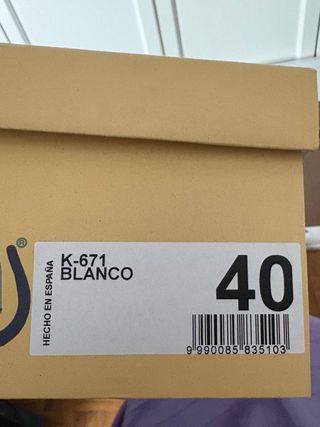 ®
HECHO EN ESPAÑA
K-671
BLANCO
40
9 990085 835103